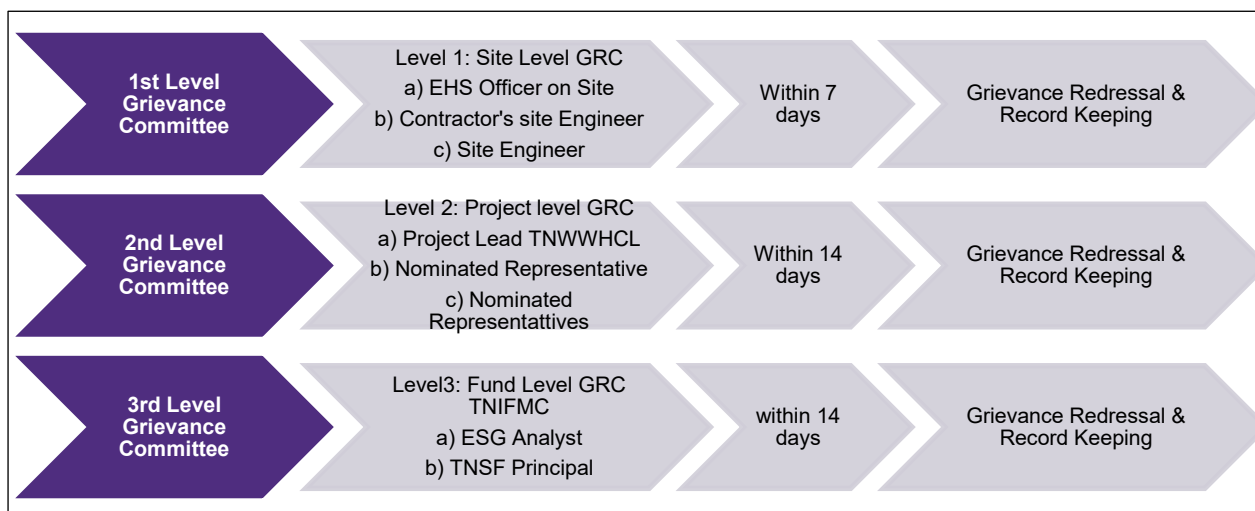 1st Level
Grievance
Committee
Level 1: Site Level GRC
a) EHS Officer on Site
b) Contractor's site Engineer
c) Site Engineer
Within 7
days
Grievance Redressal &
Record Keeping
2nd Level
Grievance
Committee
Level 2: Project level GRC
a) Project Lead TNWWHCL
b) Nominated Representative
c) Nominated
Representattives
Within 14
days
Grievance Redressal &
Record Keeping
3rd Level
Grievance
Committee
Level3: Fund Level GRC
TNIFMC
a) ESG Analyst
b) TNSF Principal
within 14
days
Grievance Redressal &
Record Keeping